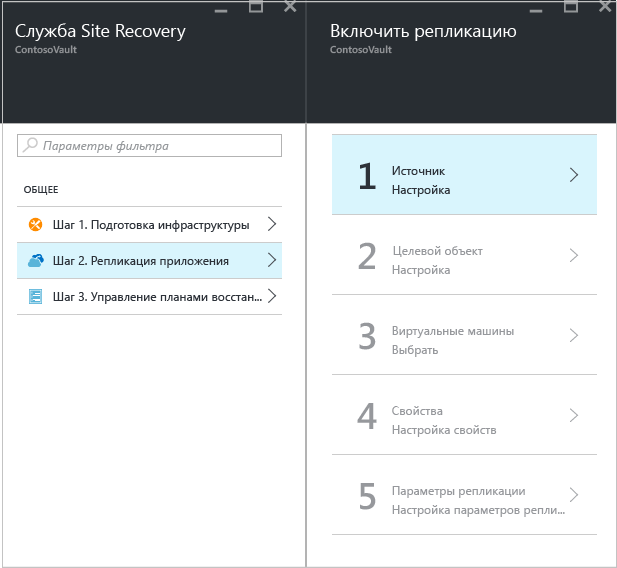 Служба Site Recovery
ContosoVault
Параметры фильтра
ОБЩЕЕ
Шаг 1. Подготовка инфраструктуры
Шаг 2. Репликация приложения
Шаг 3. Управление планами восстан...
Включить репликацию
ContosoVault
1
Источник
Настройка
2
Целевой объект
Настройка
3
Виртуальные машины
Выбрать
4
Свойства
Настройка свойств
5
Параметры репликации
Настройка параметров репли...